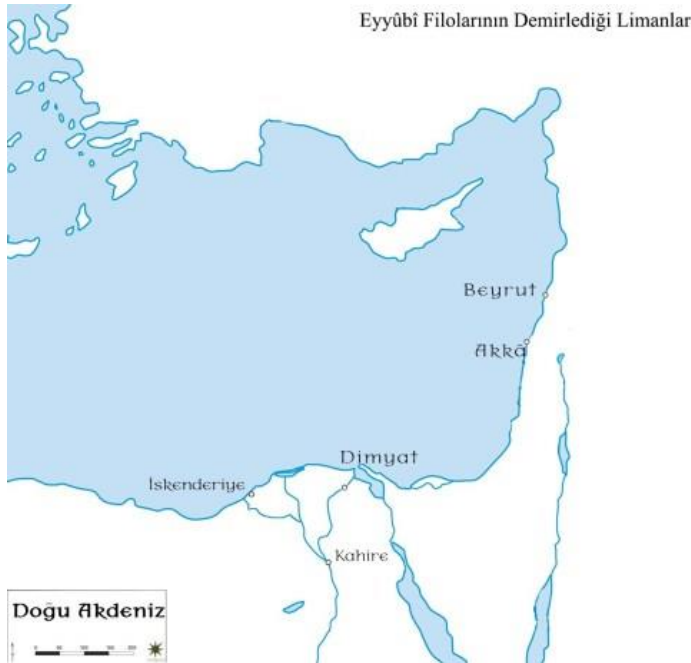 Eyyûbî Filolarının Demirlediği Limanlar
Beyrut
Akkâ
Dimyat
İskenderiye
Kahire
Doğu Akdeniz